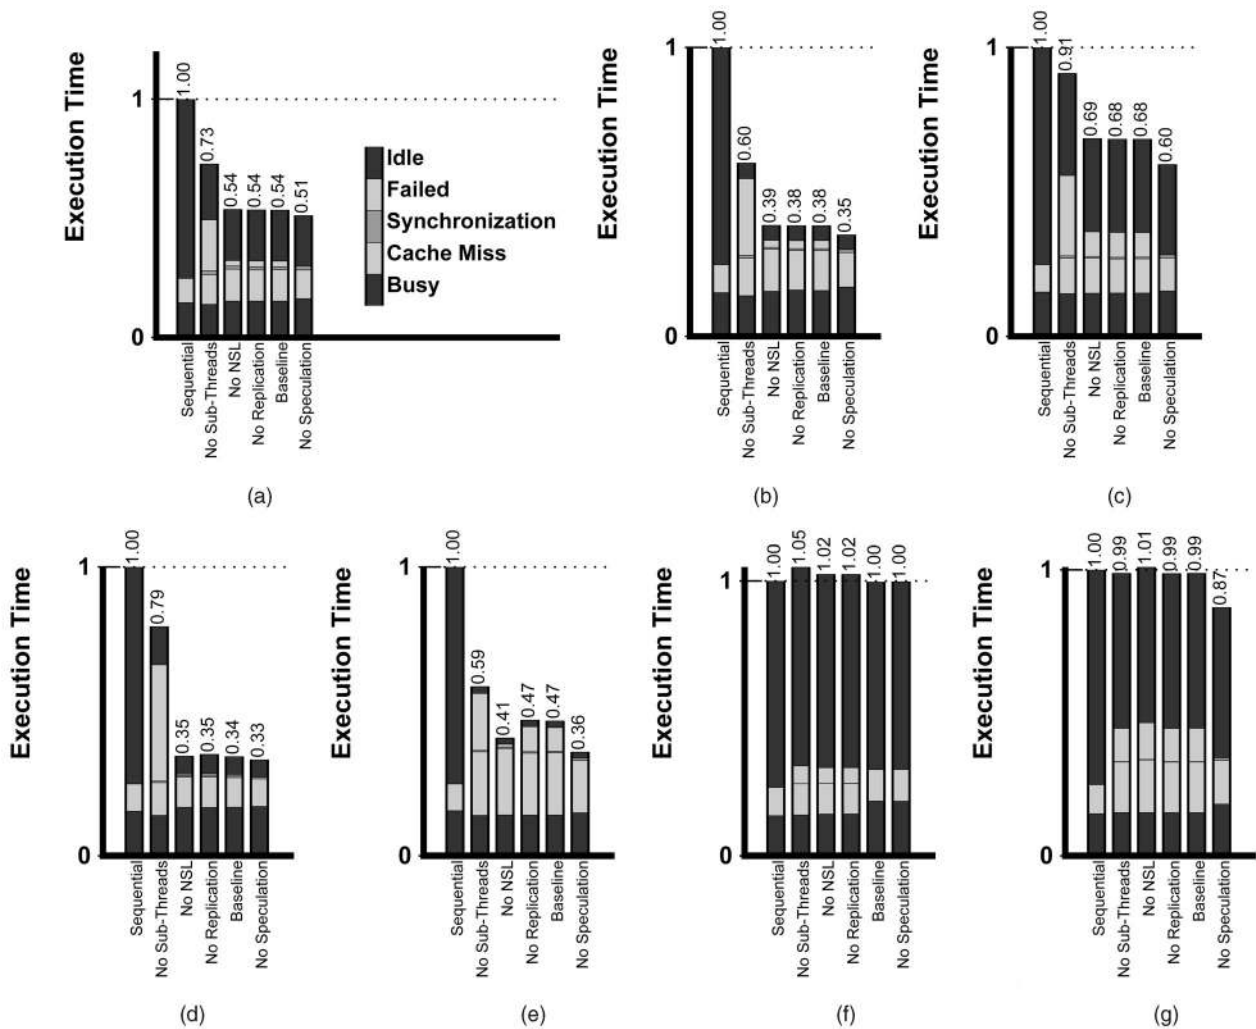 Execution Time
1
0
1.00
0.73
0.54
0.54
0.54
0.51
Idle
Failed
Synchronization
Cache Miss
Busy
Sequential
No Sub-Threads
No NSL
No Replication
Baseline
No Speculation
(a)
Execution Time
1
0
1.00
0.60
0.39
0.38
0.38
0.35
Sequential
No Sub-Threads
No NSL
No Replication
Baseline
No Speculation
(b)
Execution Time
1
0
1.00
0.91
0.69
0.68
0.68
0.60
Sequential
No Sub-Threads
No NSL
No Replication
Baseline
No Speculation
(c)
Execution Time
1
0
1.00
0.79
0.35
0.35
0.34
0.33
Sequential
No Sub-Threads
No NSL
No Replication
Baseline
No Speculation
(d)
Execution Time
1
0
1.00
0.59
0.41
0.47
0.47
0.36
Sequential
No Sub-Threads
No NSL
No Replication
Baseline
No Speculation
(e)
Execution Time
1
0
1.00
1.05
1.02
1.02
1.00
1.00
Sequential
No Sub-Threads
No NSL
No Replication
Baseline
No Speculation
(f)
Execution Time
1
0
1.00
0.99
1.01
0.99
0.99
0.87
Sequential
No Sub-Threads
No NSL
No Replication
Baseline
No Speculation
(g)